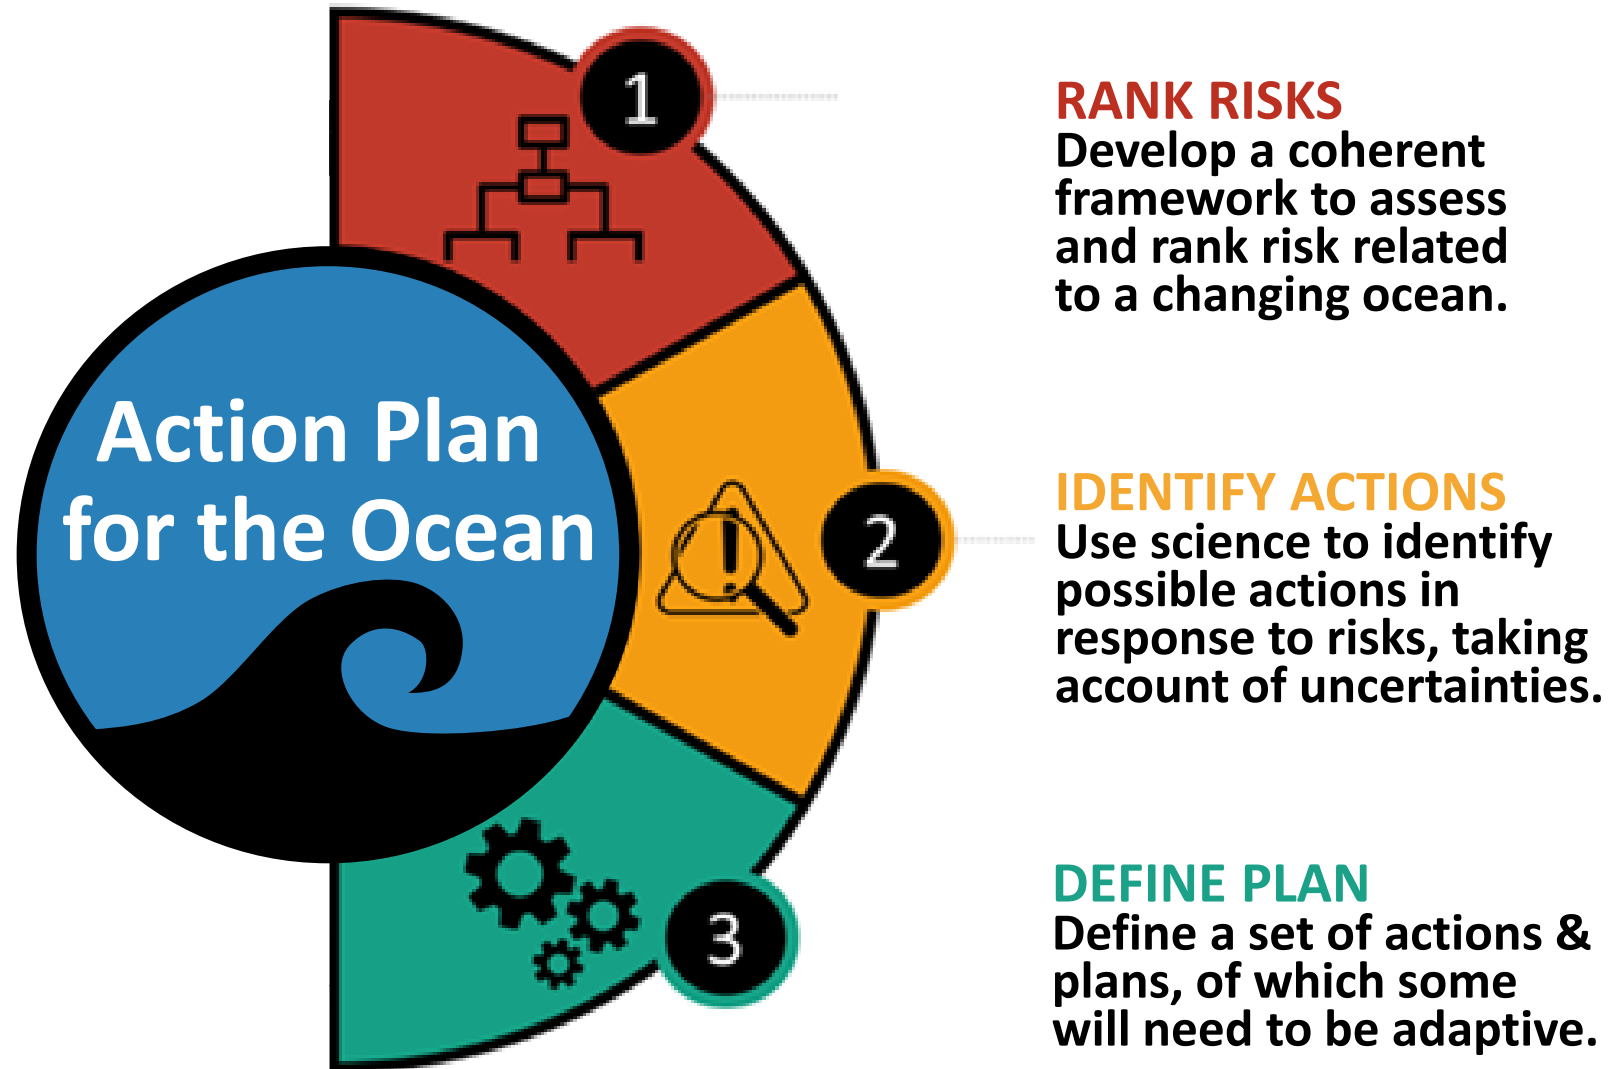 Action Plan
for the Ocean
1
RANK RISKS
Develop a coherent
framework to assess
and rank risk related
to a changing ocean.
2
IDENTIFY ACTIONS
Use science to identify
possible actions in
response to risks, taking
account of uncertainties.
3
DEFINE PLAN
Define a set of actions &
plans, of which some
will need to be adaptive.